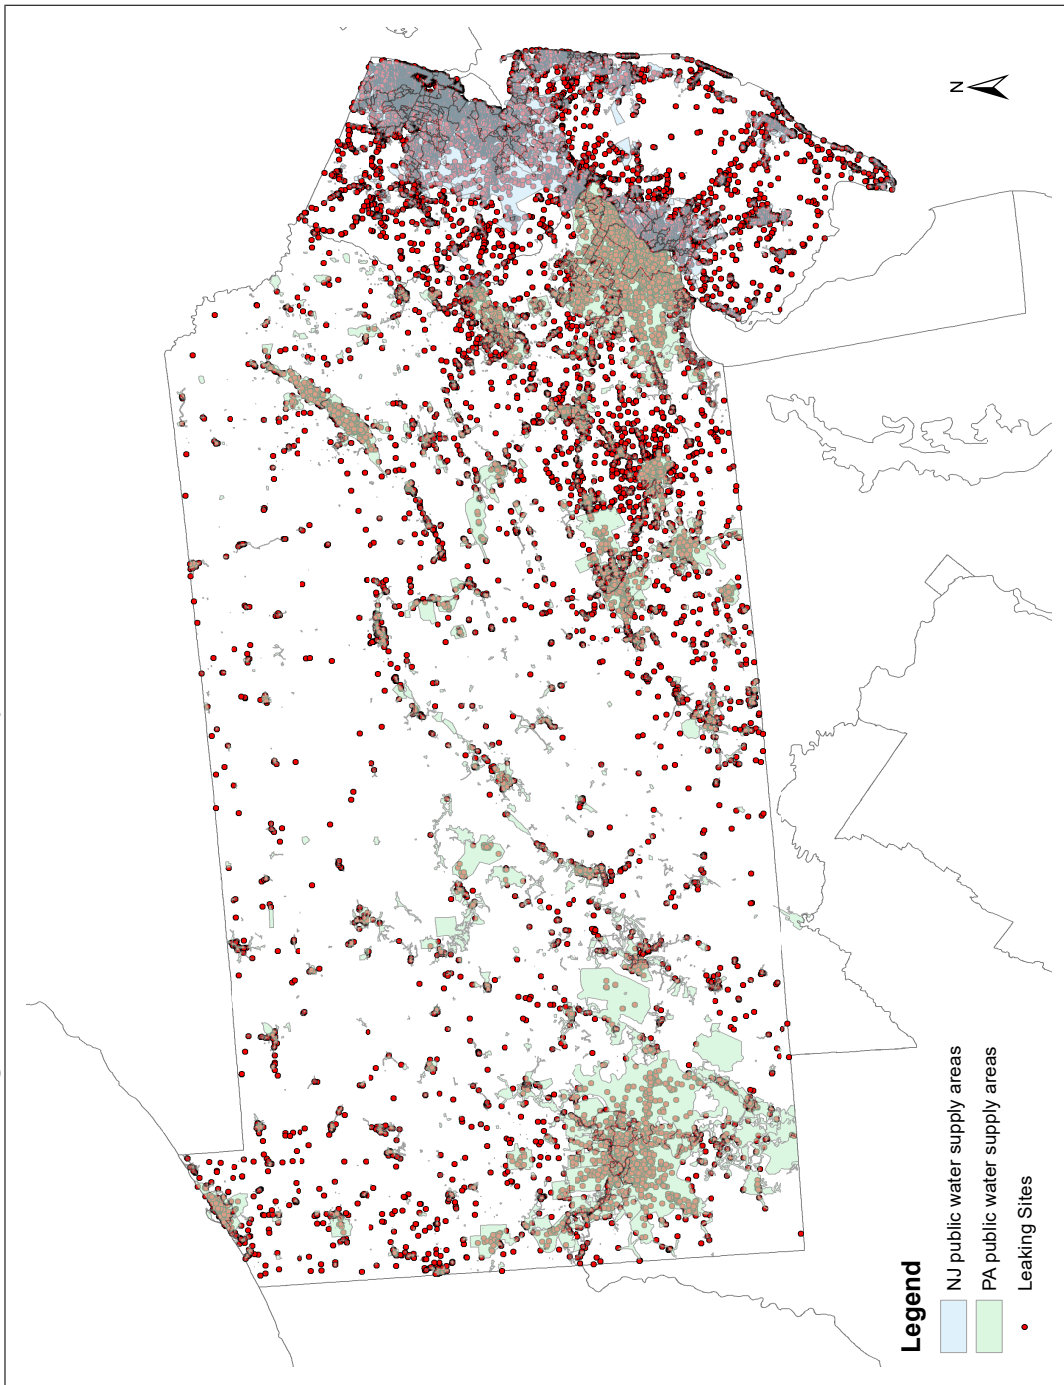 N
Legend
NJ public water supply areas
PA public water supply areas
Leaking Sites